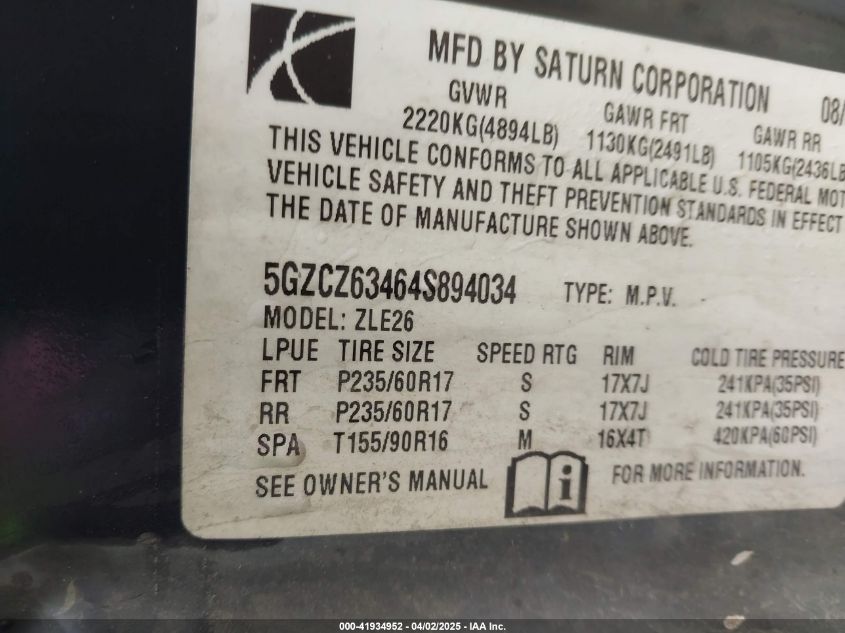 MFD BY SATURN CORPORATION 08/
GVWR GAWR FRT GAWR RR
2220KG(4894LB) 1130KG(2491LB) 1105KG(2436LB
THIS VEHICLE CONFORMS TO ALL APPLICABLE U.S. FEDERAL MOT
VEHICLE SAFETY AND THEFT PREVENTION STANDARDS IN EFFECT
THE DATE OF MANUFACTURE SHOWN ABOVE.
5GZCZ63464S894034 TYPE: M.P.V.
MODEL: ZLE26
LPUE TIRE SIZE SPEED RTG RIM COLD TIRE PRESSURE
FRT P235/60R17 S 17X7J 241KPA(35PSI)
RR P235/60R17 S 17X7J 241KPA(35PSI)
SPA T155/90R16 M 16X4T 420KPA(60PSI)
SEE OWNER'S MANUAL i FOR MORE INFORMATION.
000-41934952 - 04/02/2025 - IAA Inc.